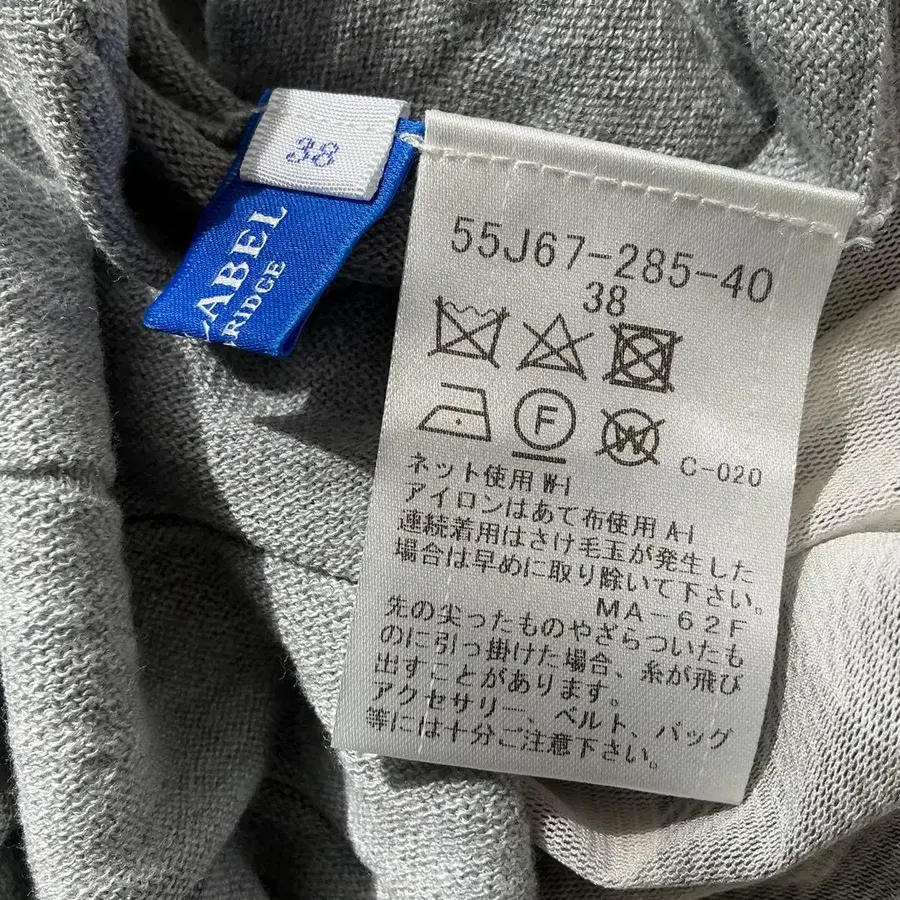 38
LABEL
RIDGE
55J67-285-40
38
F
W
C-020
ネット使用 W-I
アイロンはあて布使用 A-I
連続着用はさけ毛玉が発生した
場合は早めに取り除いて下さい。
MA-62F
先の尖ったものやざらついたも
のに引っ掛けた場合、糸が飛び
出すことがあります。
アクセサリー、ベルト、バッグ
等には十分ご注意下さい。